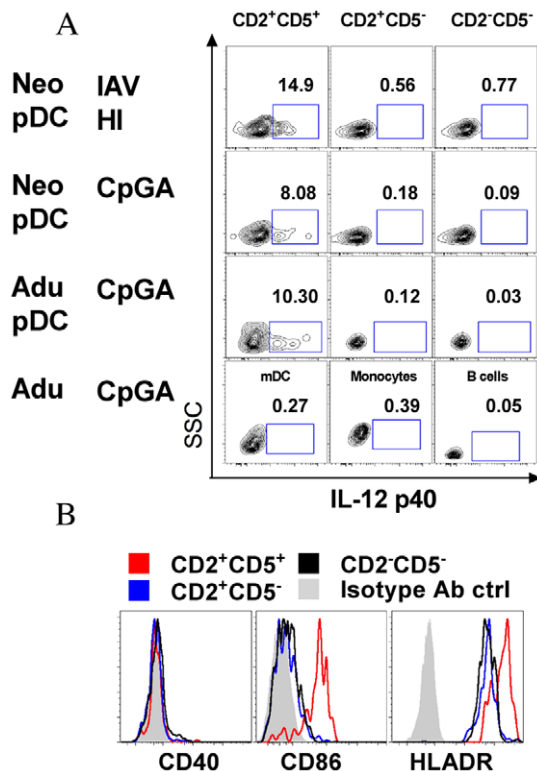 A
CD2+CD5+ CD2+CD5- CD2-CD5-
Neo pDC IAV HI 14.9 0.56 0.77
Neo pDC CpGA 8.08 0.18 0.09
Adu pDC CpGA 10.30 0.12 0.03
mDC Monocytes B cells
Adu CpGA 0.27 0.39 0.05
SSC
IL-12 p40
B
CD2+CD5+ CD2-CD5-
CD2+CD5- Isotype Ab ctrl
CD40 CD86 HLADR